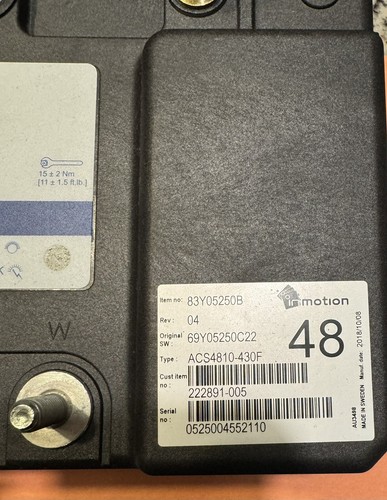 15 ± 2 Nm
[11 ± 1.5 ft.lb.]
W
inmotion
Item no: 83Y05250B
Rev: 04
Original SW: 69Y05250C22
48
Type: ACS4810-430F
Cust item no: 222891-005
Serial no: 0525004552110
AU3498
MADE IN SWEDEN Manuf. date: 2018/10/08